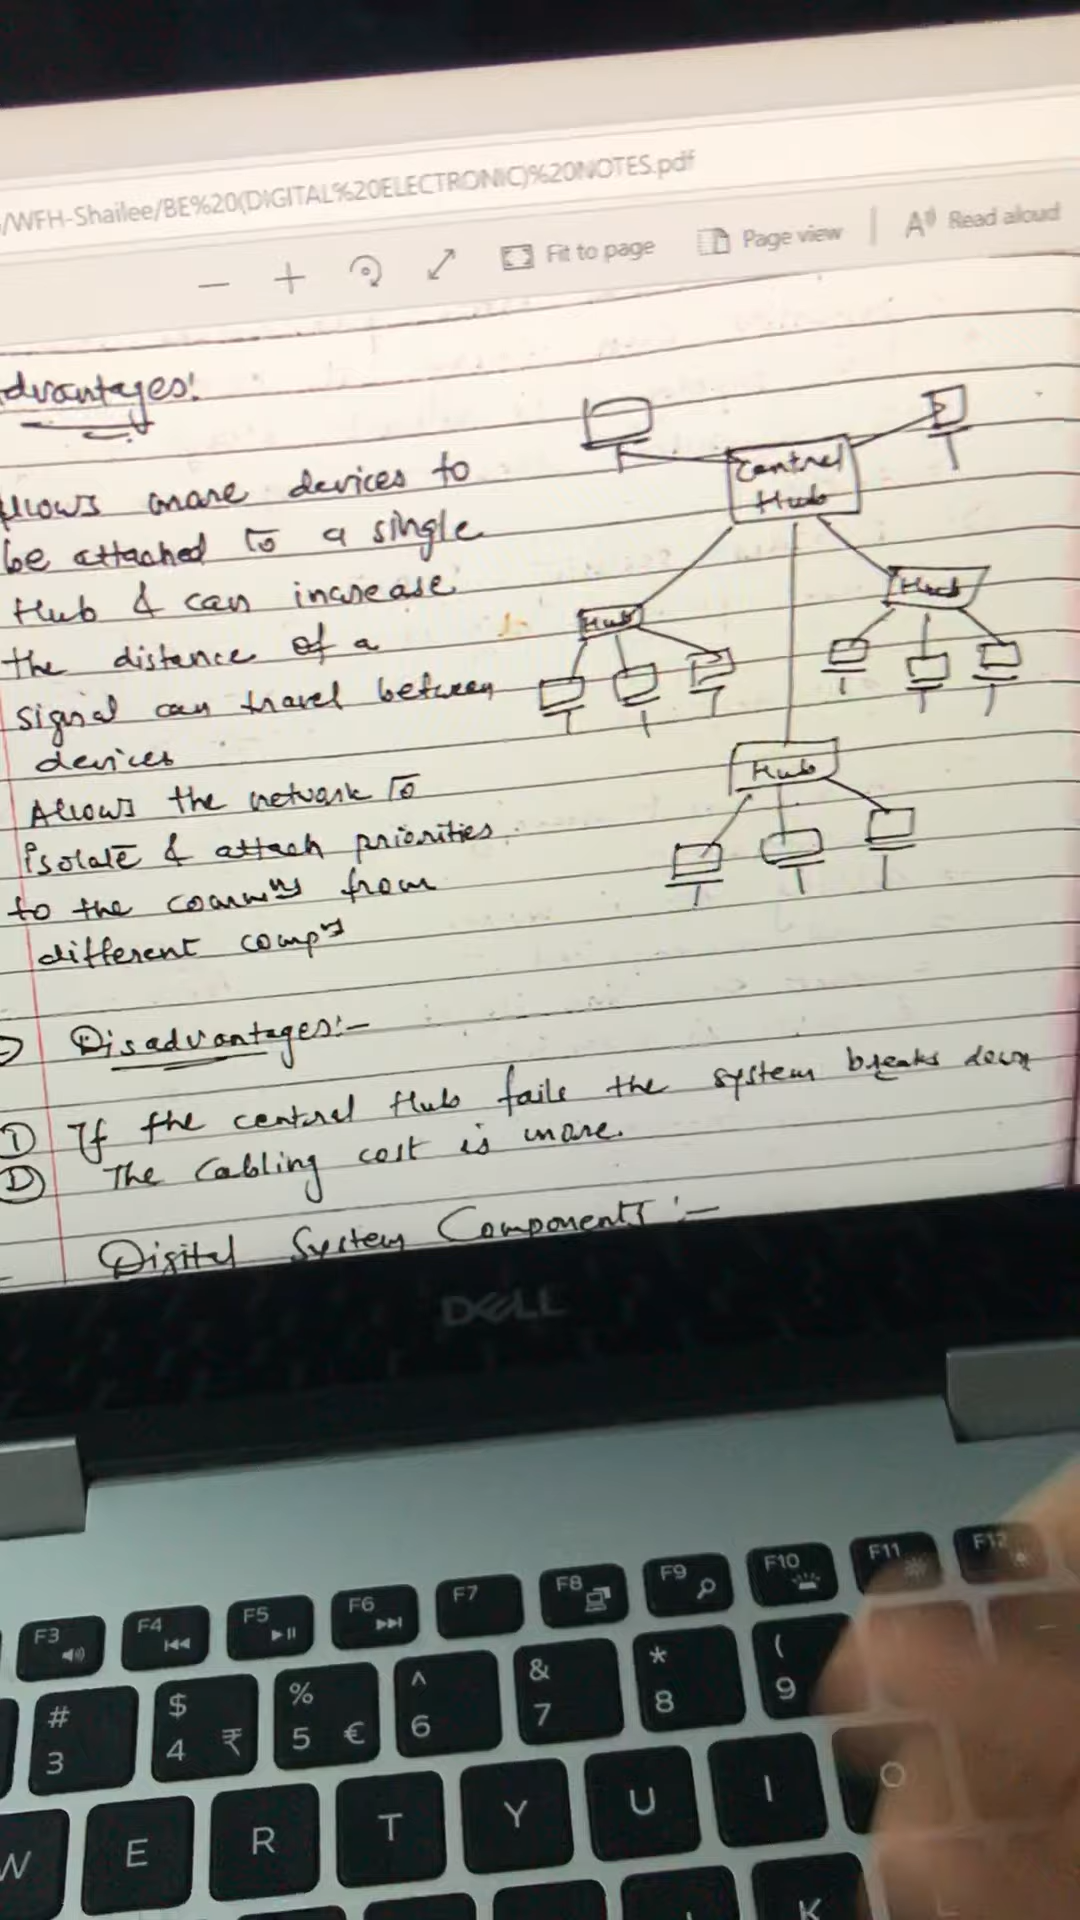 /WFH-Shailee/BE%20(DIGITAL%20ELECTRONIC)%20NOTES.pdf
Fit to page
Page view
Read aloud
dvantages:
llows more devices to
be attached to a single
Hub & can increase
the distance of a
signal can travel between
devices
Allows the network to
isolate & attach priorities
to the commns from
different comps
Central
Hub
Hub
Hub
Hub
Disadvantages:-
If the central Hub fails the system breaks down
The Cabling cost is more.
Digital System Components:-
DELL
F3 F4 F5 F6 F7 F8 F9 F10 F11 F12
# $ % ^ & * (
3 4 ₹ 5 € 6 7 8 9
W E R T Y U I O
K L